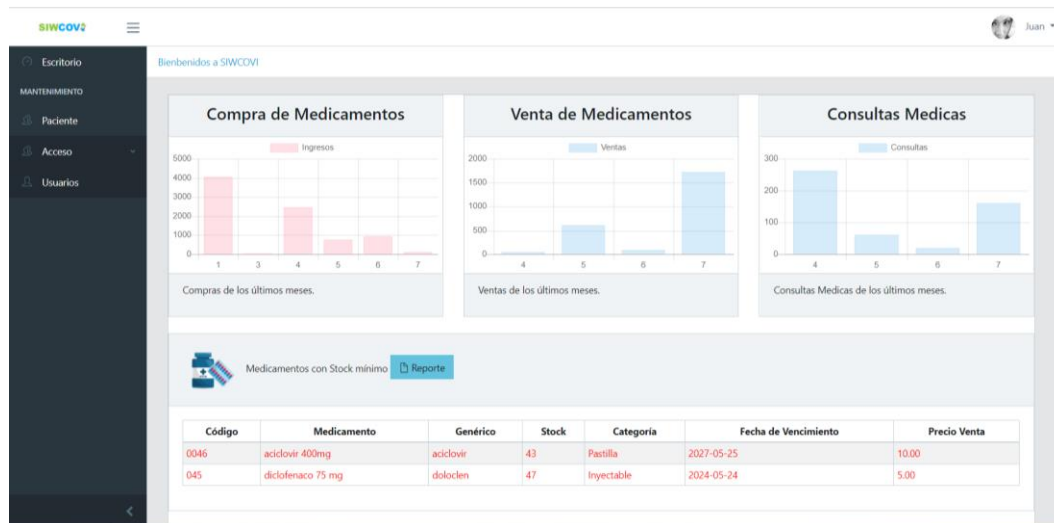 SIWCOVI
Juan
Escritorio
Bienbenidos a SIWCOVI
MANTENIMIENTO
Paciente
Acceso
Usuarios
Compra de Medicamentos
Ingresos
5000
4000
3000
2000
1000
0
1 3 4 5 6 7
Compras de los últimos meses.
Venta de Medicamentos
Ventas
2000
1500
1000
500
0
4 5 6 7
Ventas de los últimos meses.
Consultas Medicas
Consultas
300
200
100
0
4 5 6 7
Consultas Medicas de los últimos meses.
Medicamentos con Stock mínimo Reporte
Código Medicamento Genérico Stock Categoría Fecha de Vencimiento Precio Venta
0046 aciclovir 400mg aciclovir 43 Pastilla 2027-05-25 10.00
045 diclofenaco 75 mg doloclen 47 Inyectable 2024-05-24 5.00